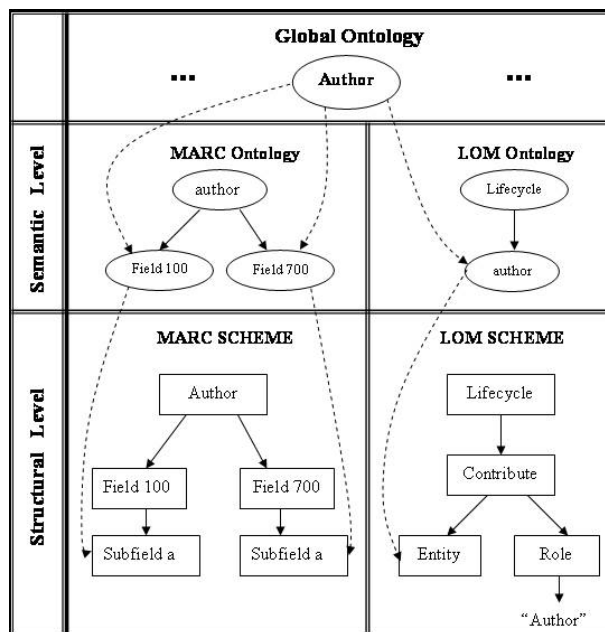 Global Ontology
... Author ...
Semantic Level
MARC Ontology
author
Field 100 Field 700
LOM Ontology
Lifecycle
author
Structural Level
MARC SCHEME
Author
Field 100 Field 700
Subfield a Subfield a
LOM SCHEME
Lifecycle
Contribute
Entity Role
“Author”